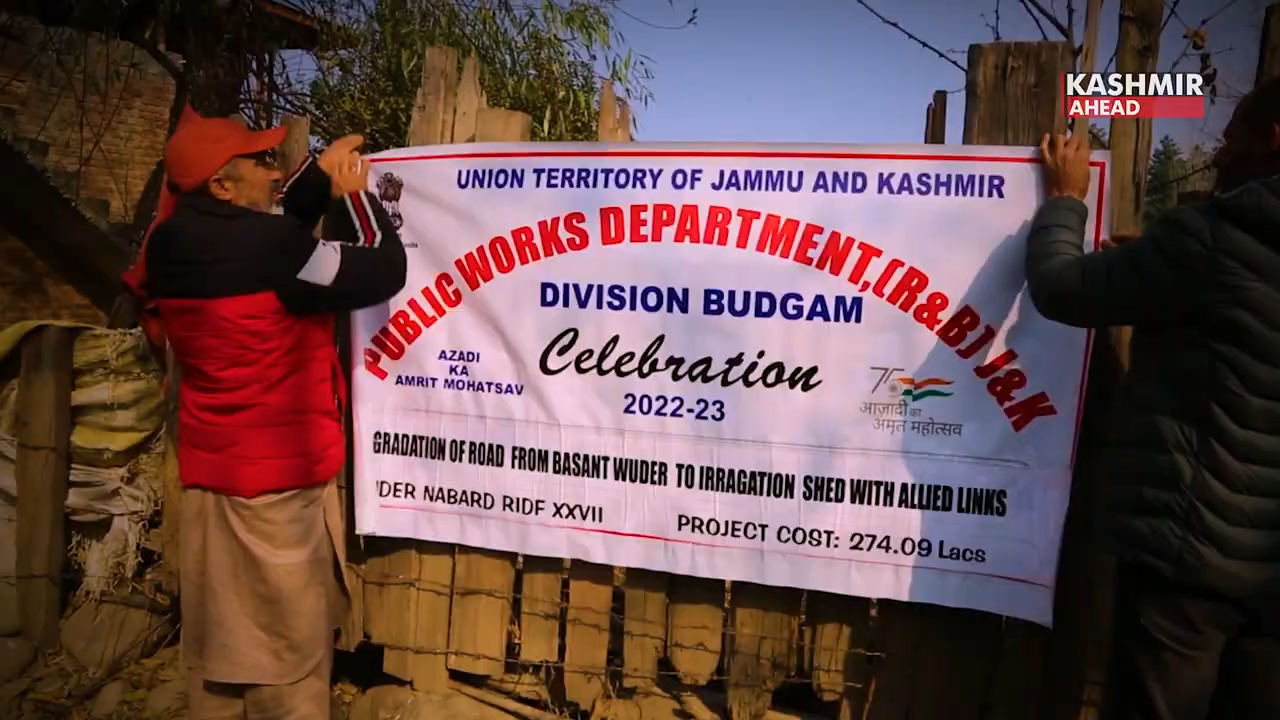 KASHMIR
AHEAD
UNION TERRITORY OF JAMMU AND KASHMIR
PUBLIC WORKS DEPARTMENT,(R&B) J&K
DIVISION BUDGAM
Celebration
2022-23
AZADI
KA
AMRIT MOHATSAV
75
आज़ादी का
अमृत महोत्सव
GRADATION OF ROAD FROM BASANT WUDER TO IRRAGATION SHED WITH ALLIED LINKS
DER NABARD RIDF XXVII
PROJECT COST: 274.09 Lacs